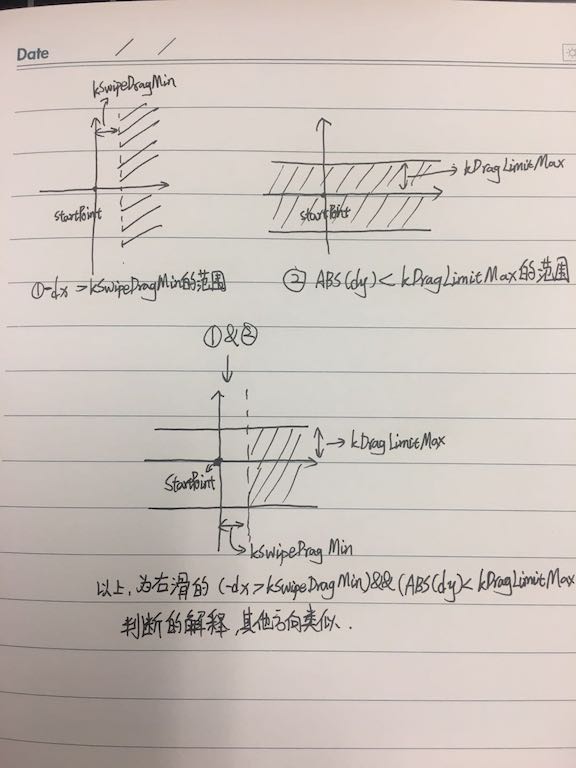 Date / /
kSwipeDragMin
startPoint
①-dx>kSwipeDragMin的范围
kDragLimitMax
startPoint
② ABS(dy)<kDragLimitMax的范围
①&②
kDragLimitMax
StartPoint
kSwipeDragMin
以上,为右滑的 (-dx>kSwipeDragMin)&&(ABS(dy)<kDragLimitMax
判断的解释,其他方向类似.